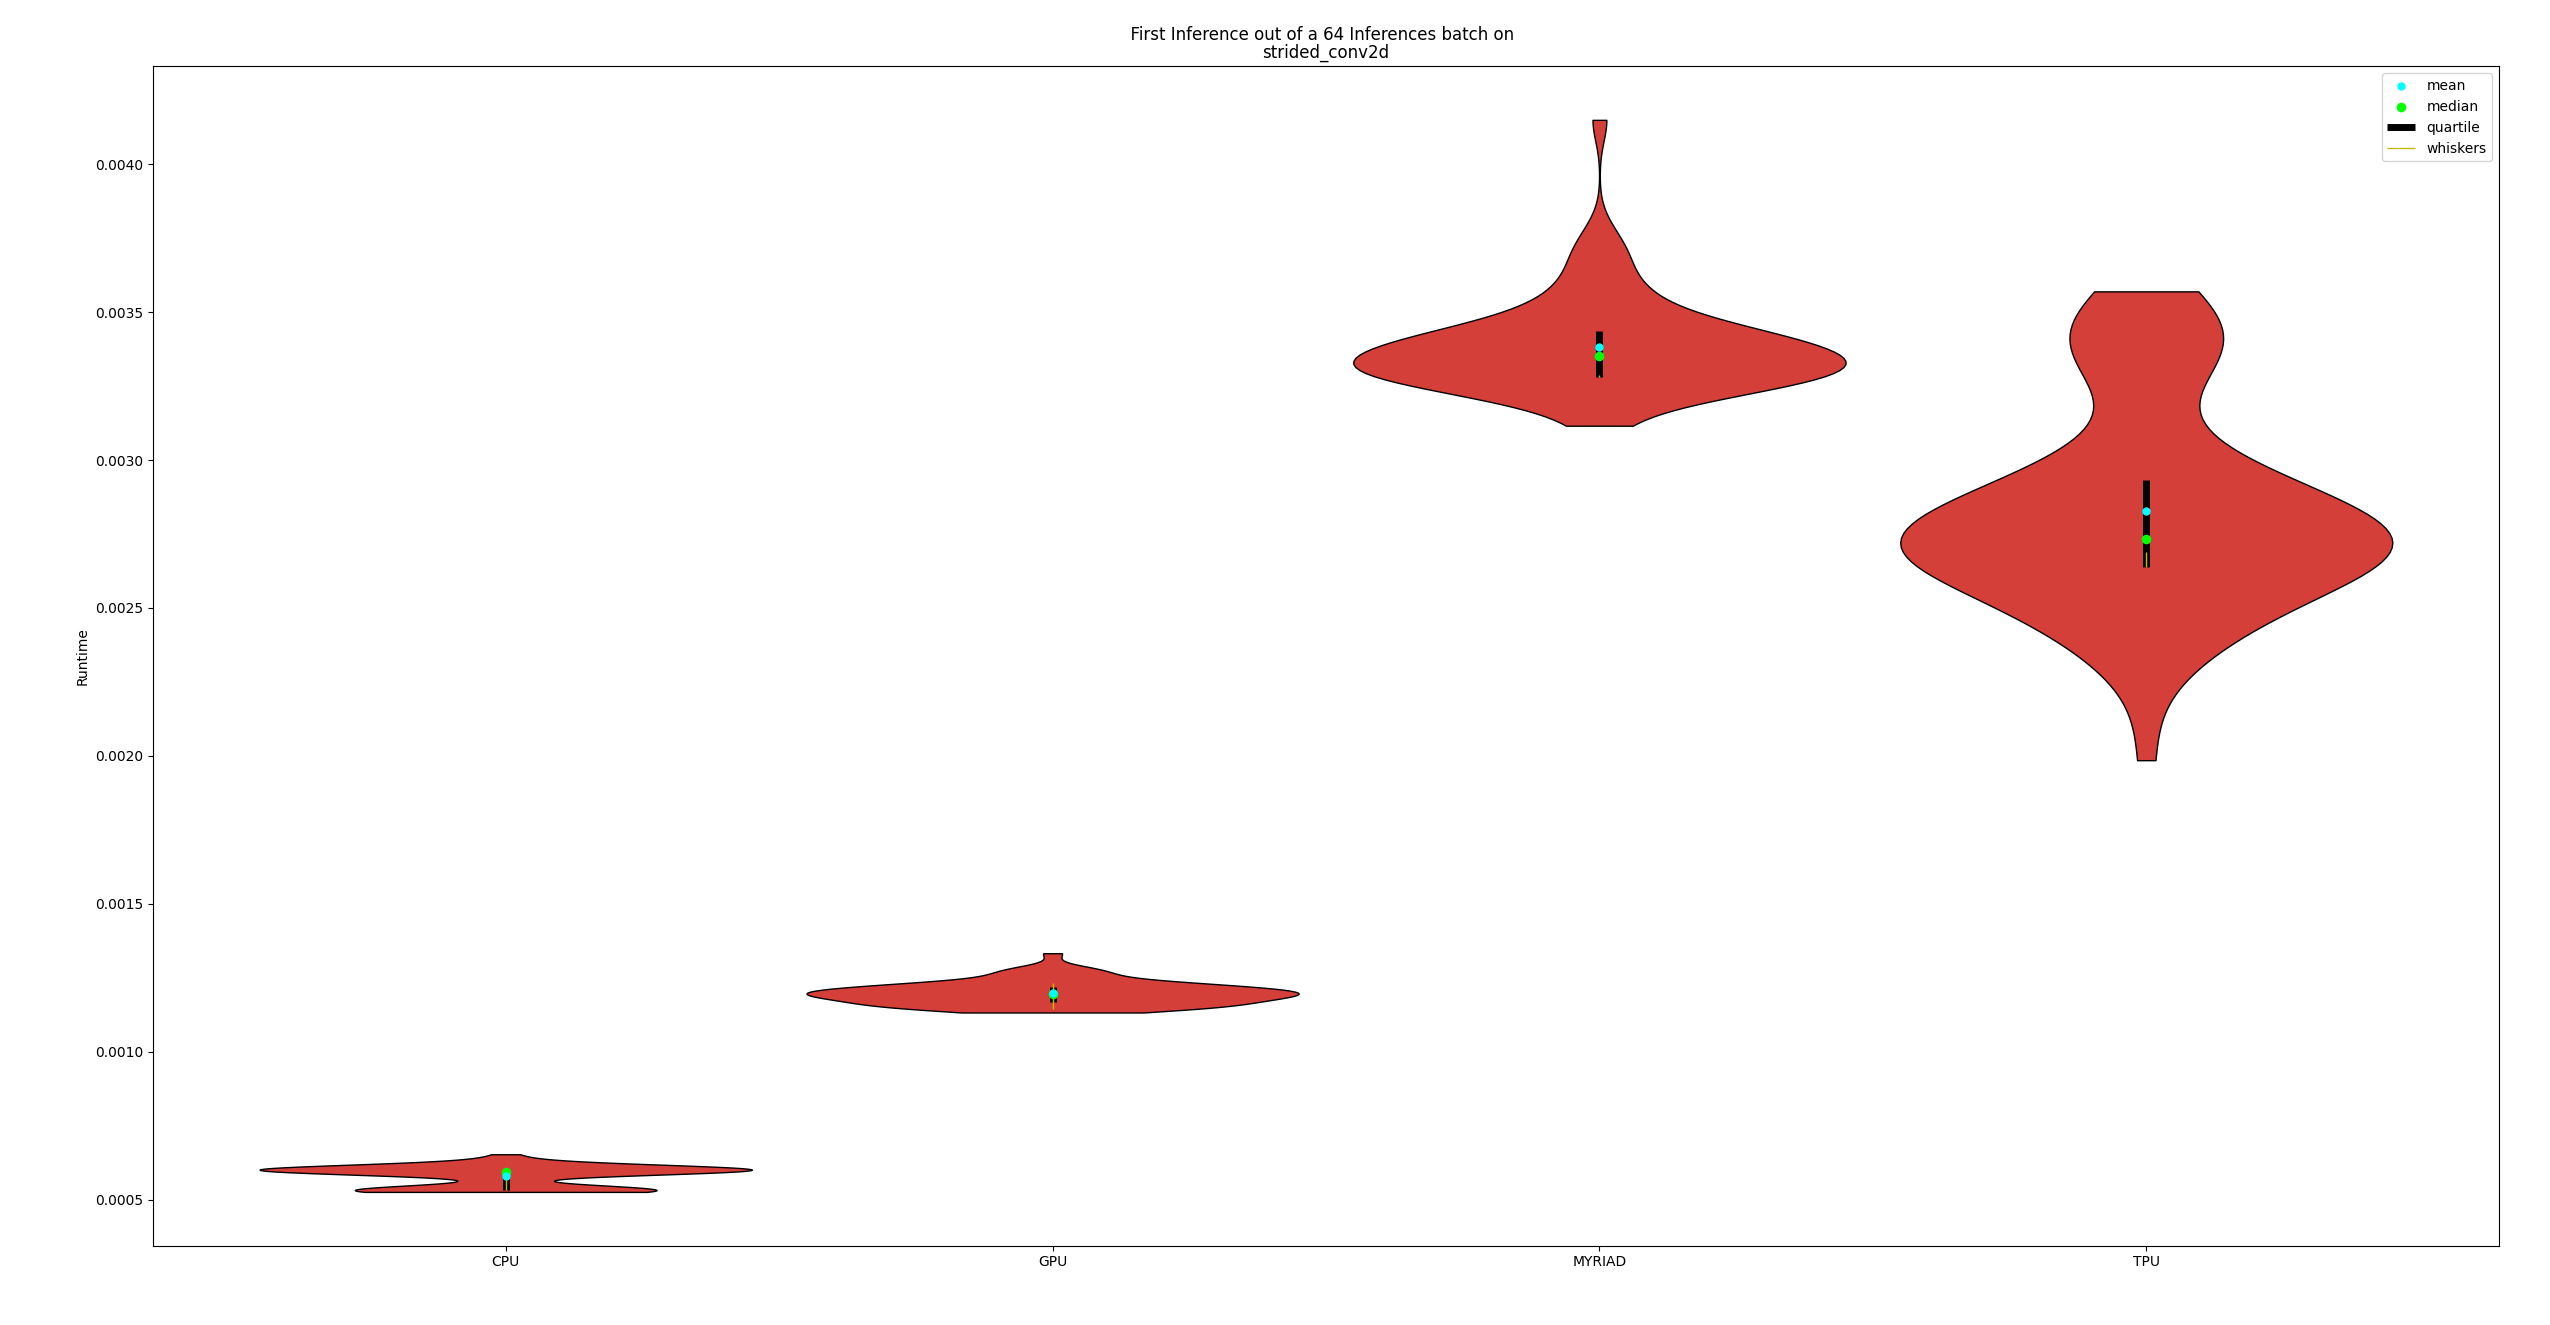 First Inference out of a 64 Inferences batch on
strided_conv2d
mean
median
quartile
whiskers
0.0040
0.0035
0.0030
0.0025
0.0020
0.0015
0.0010
0.0005
Runtime
CPU GPU MYRIAD TPU